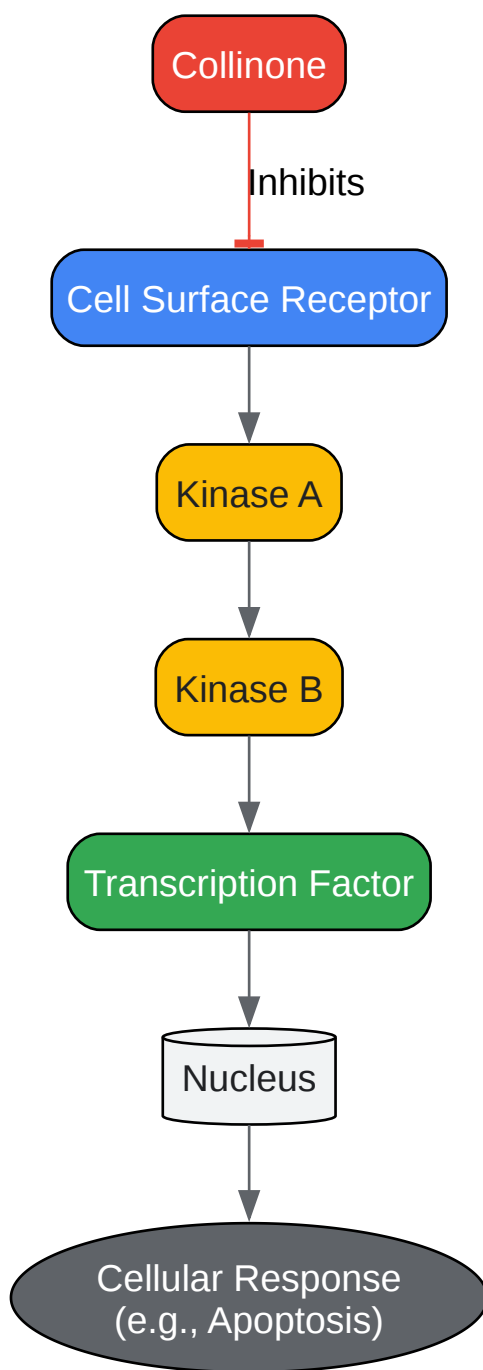 Collinone
Inhibits
Cell Surface Receptor
Kinase A
Kinase B
Transcription Factor
Nucleus
Cellular Response
(e.g., Apoptosis)